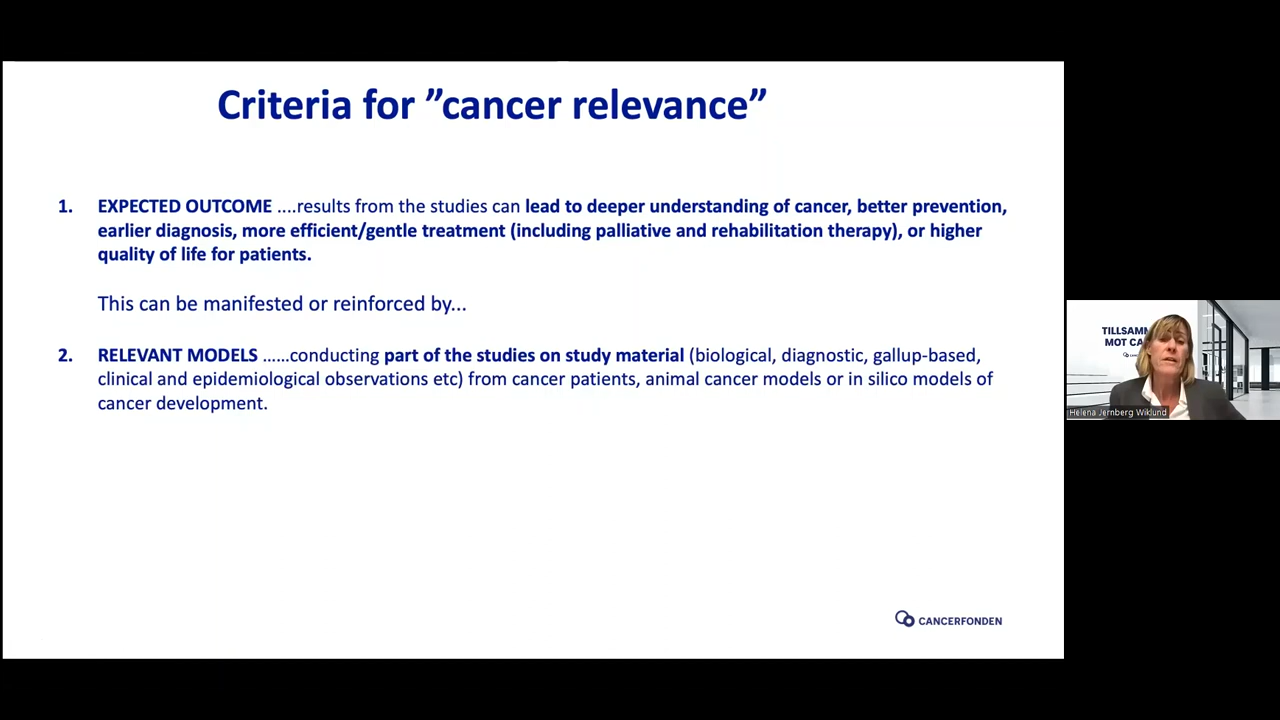 Criteria for ”cancer relevance”
1. EXPECTED OUTCOME ....results from the studies can lead to deeper understanding of cancer, better prevention,
earlier diagnosis, more efficient/gentle treatment (including palliative and rehabilitation therapy), or higher
quality of life for patients.
This can be manifested or reinforced by...
2. RELEVANT MODELS ......conducting part of the studies on study material (biological, diagnostic, gallup-based,
clinical and epidemiological observations etc) from cancer patients, animal cancer models or in silico models of
cancer development.
CANCERFONDEN
TILLSAMM
MOT CA
Helena Jernberg Wiklund